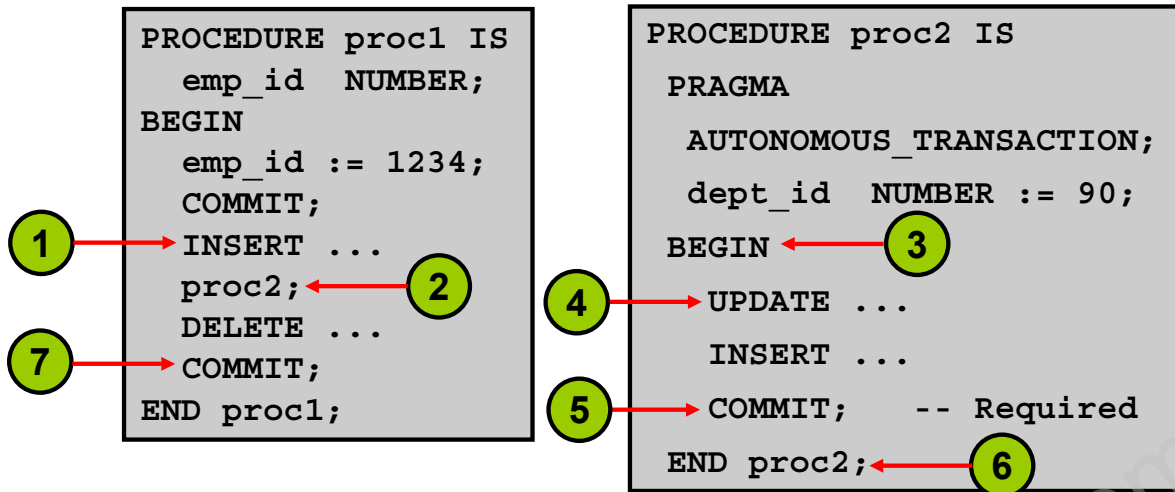 PROCEDURE proc1 IS
emp_id NUMBER;
BEGIN
emp_id := 1234;
COMMIT;
1 INSERT ...
proc2; 2
DELETE ...
7 COMMIT;
END proc1;
PROCEDURE proc2 IS
PRAGMA
AUTONOMOUS_TRANSACTION;
dept_id NUMBER := 90;
BEGIN 3
4 UPDATE ...
INSERT ...
5 COMMIT; -- Required
END proc2; 6